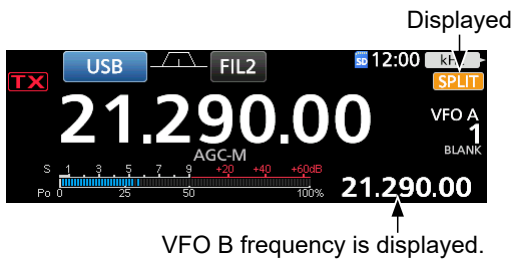 Displayed
USB FIL2 SD 12:00
TX SPLIT
21.290.00 VFO A
1
AGC-M BLANK
S 1 3 5 7 9 +20 +40 +60dB
Po 0 25 50 100% 21.290.00
VFO B frequency is displayed.